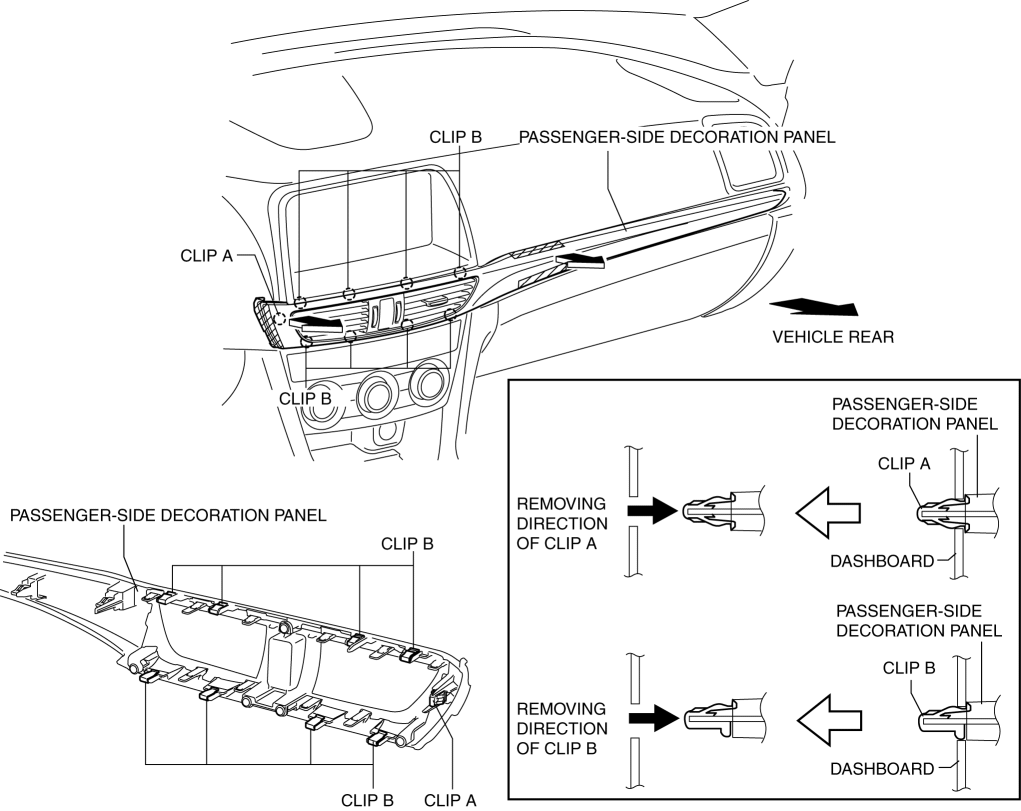 CLIP B
PASSENGER-SIDE DECORATION PANEL
CLIP A
VEHICLE REAR
CLIP B
PASSENGER-SIDE
DECORATION PANEL
CLIP A
REMOVING
DIRECTION
OF CLIP A
DASHBOARD
PASSENGER-SIDE DECORATION PANEL
CLIP B
PASSENGER-SIDE
DECORATION PANEL
CLIP B
REMOVING
DIRECTION
OF CLIP B
DASHBOARD
CLIP B
CLIP A